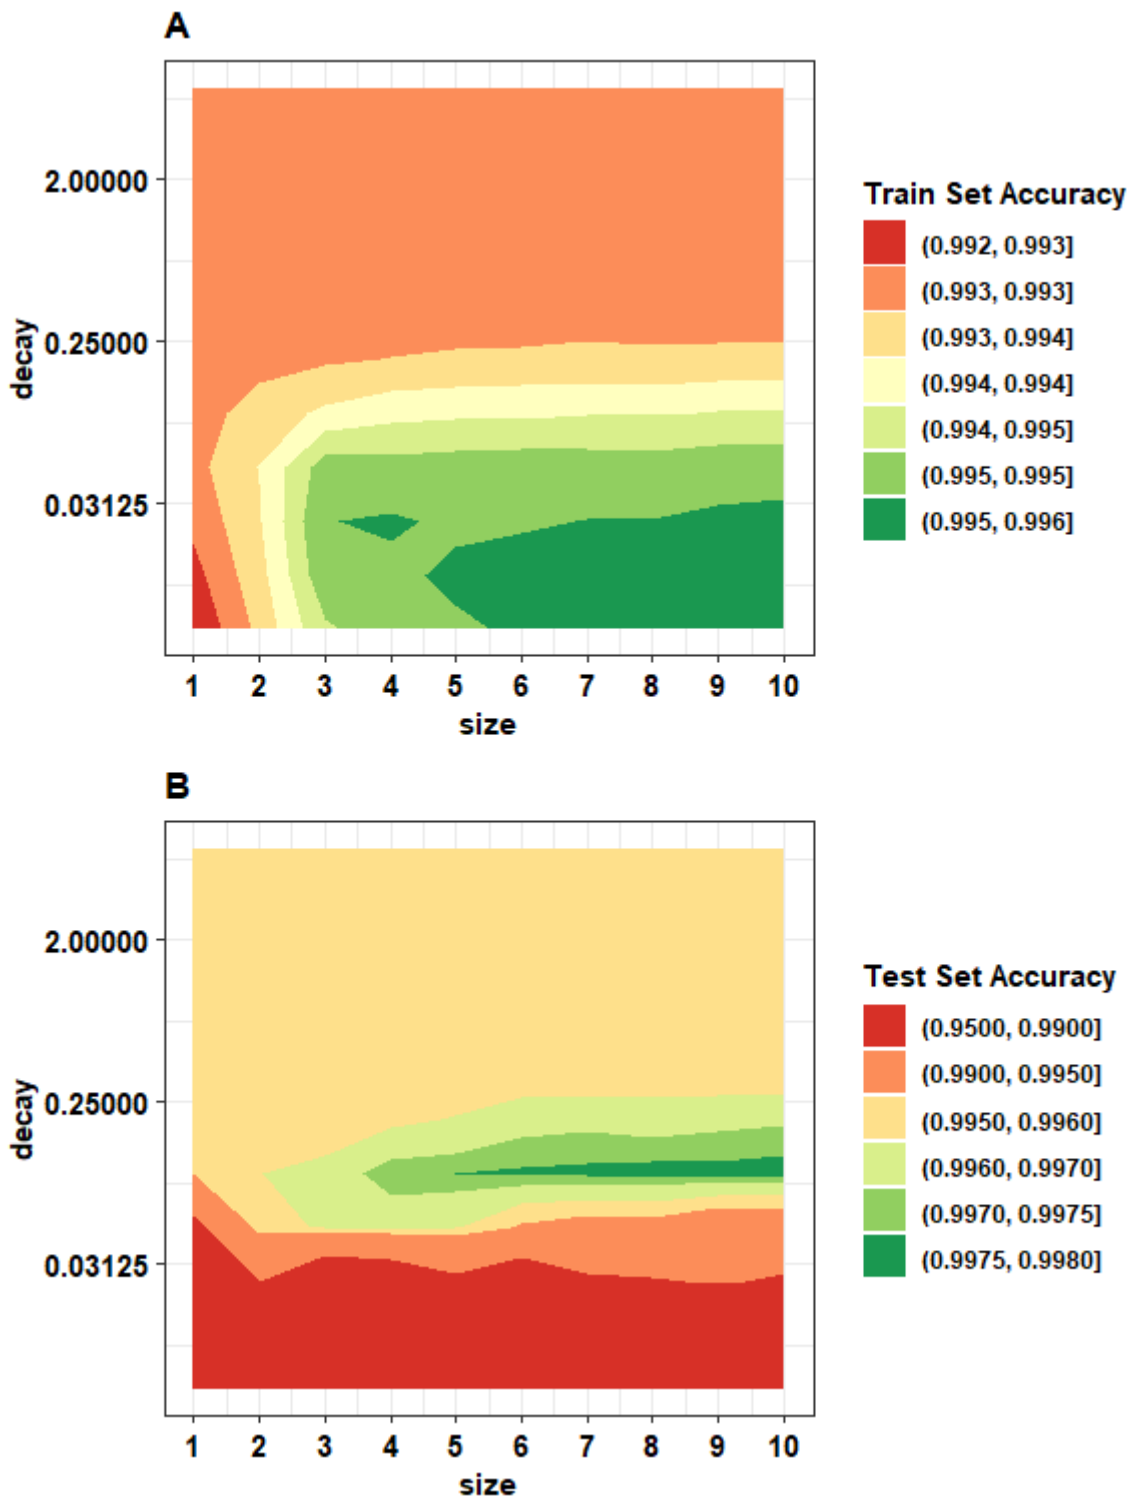 A
2.00000
0.25000
0.03125
decay
1 2 3 4 5 6 7 8 9 10
size
Train Set Accuracy
(0.992, 0.993]
(0.993, 0.993]
(0.993, 0.994]
(0.994, 0.994]
(0.994, 0.995]
(0.995, 0.995]
(0.995, 0.996]
B
2.00000
0.25000
0.03125
decay
1 2 3 4 5 6 7 8 9 10
size
Test Set Accuracy
(0.9500, 0.9900]
(0.9900, 0.9950]
(0.9950, 0.9960]
(0.9960, 0.9970]
(0.9970, 0.9975]
(0.9975, 0.9980]